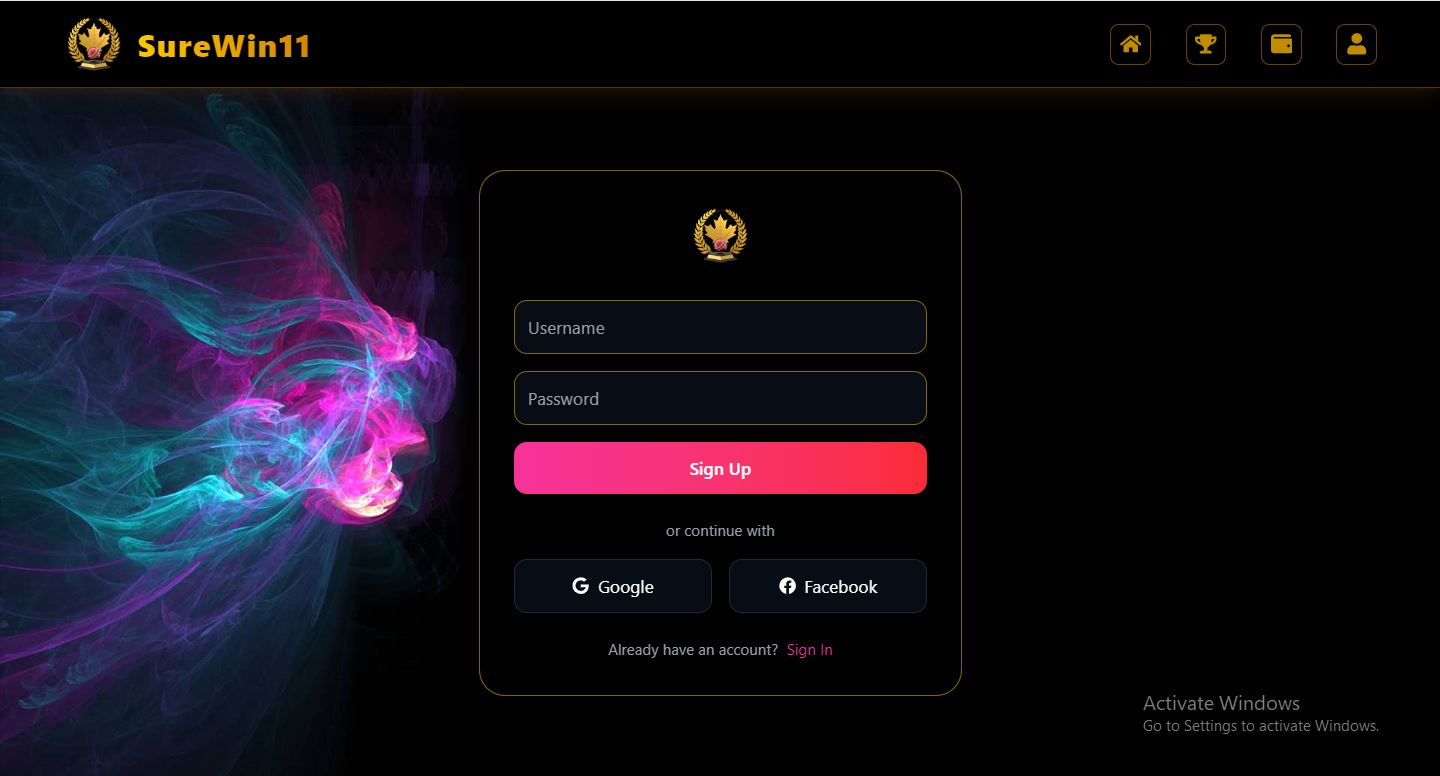 SureWin11
Username
Password
Sign Up
or continue with
Google
Facebook
Already have an account? Sign In
Activate Windows
Go to Settings to activate Windows.